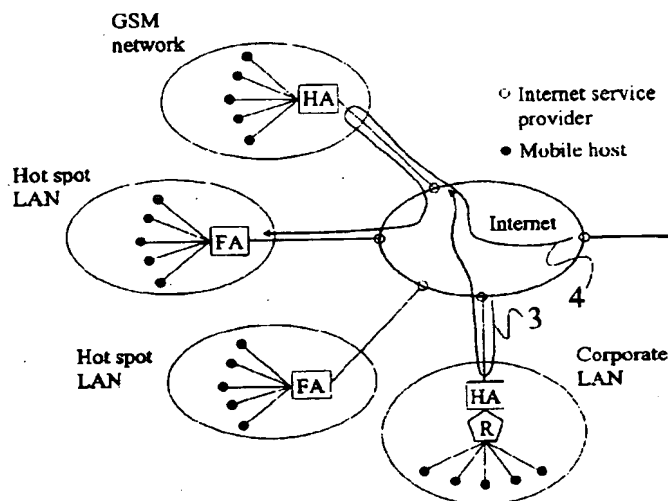 GSM
network
HA
Internet service
provider
Mobile host
Hot spot
LAN
FA
Internet
4
3
Hot spot
LAN
FA
Corporate
LAN
HA
R